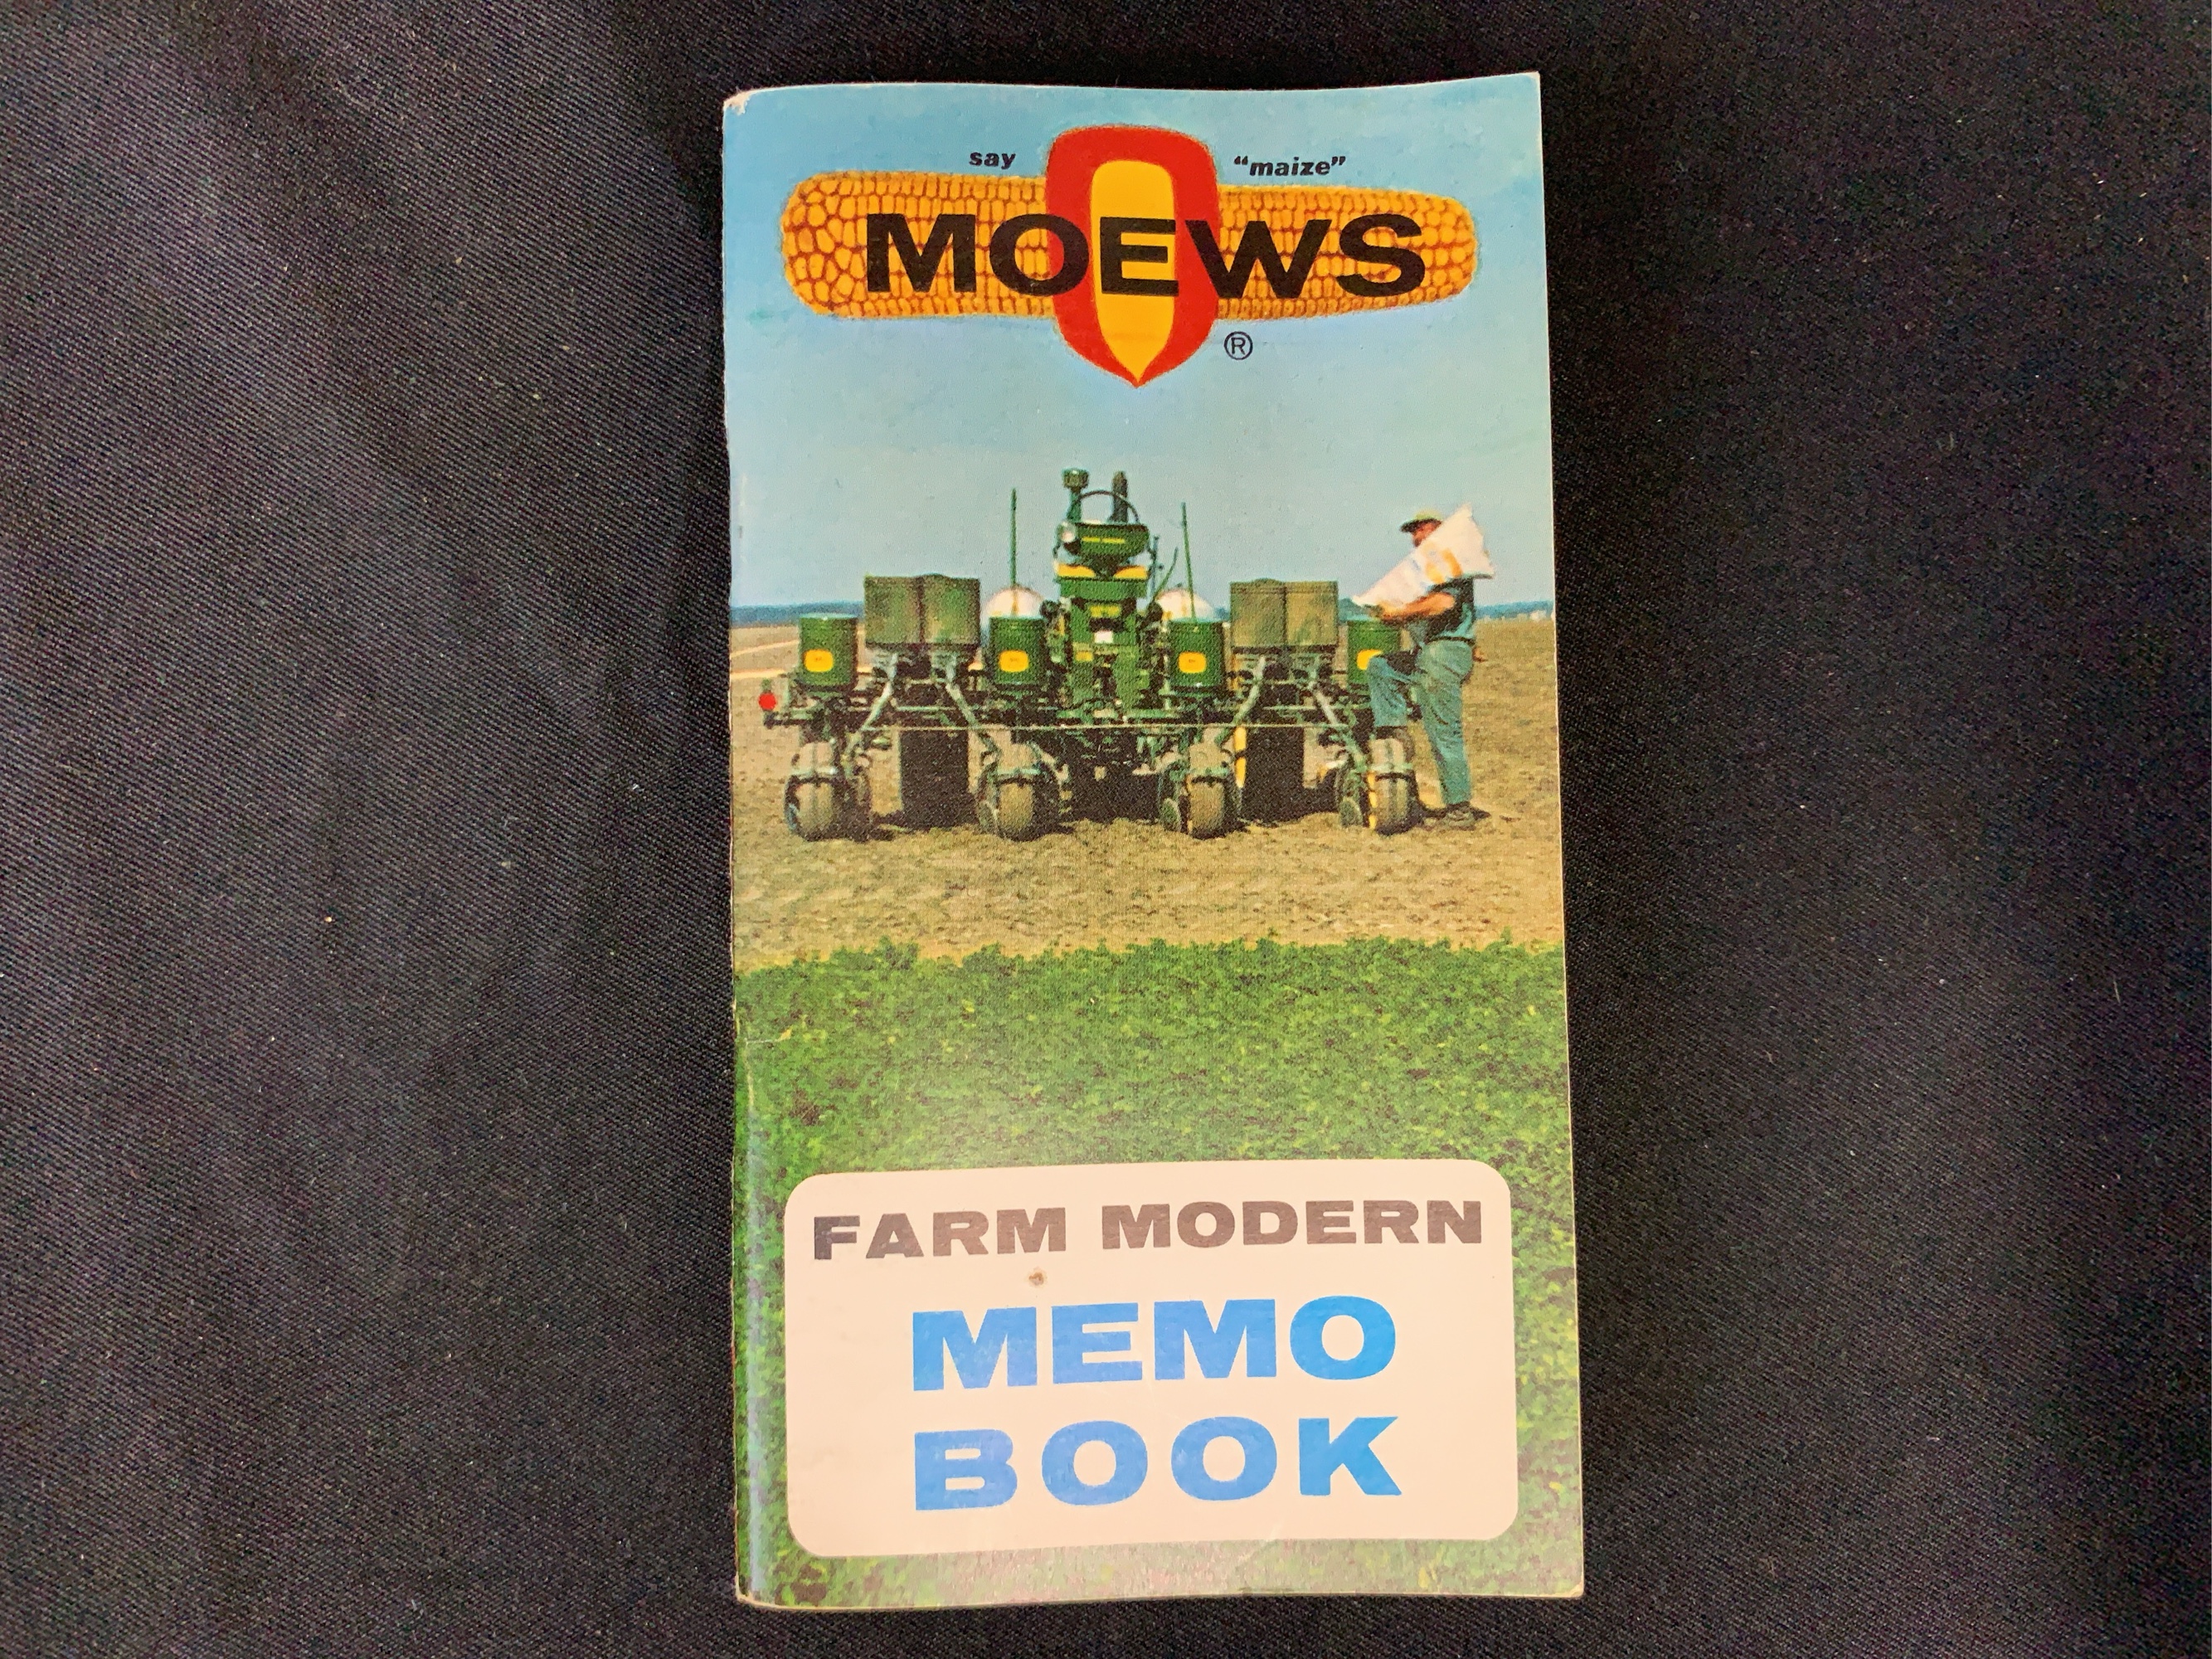 say "maize"
MOEWS
®
FARM MODERN
MEMO
BOOK